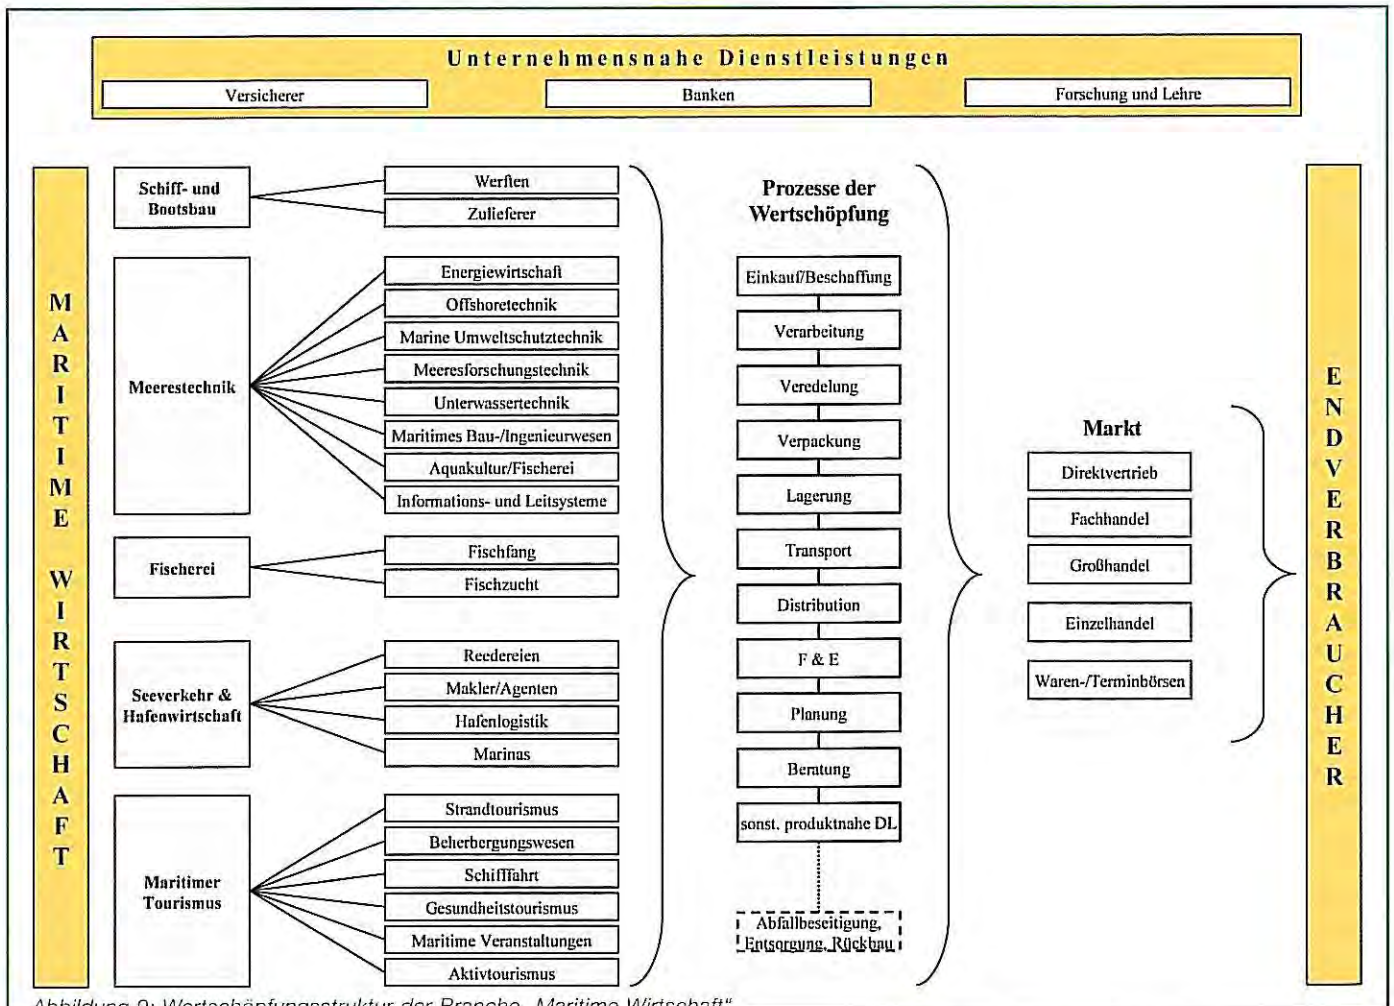 Unternehmensnahe Dienstleistungen
Versicherer
Banken
Forschung und Lehre
MARITIME WIRTSCHAFT
Schiff- und
Bootsbau
Werften
Zulieferer
Meerestechnik
Energiewirtschaft
Offshoretechnik
Marine Umweltschutztechnik
Meeresforschungstechnik
Unterwassertechnik
Maritimes Bau-/Ingenieurwesen
Aquakultur/Fischerei
Informations- und Leitsysteme
Fischerei
Fischfang
Fischzucht
Seeverkehr &
Hafenwirtschaft
Reedereien
Makler/Agenten
Hafenlogistik
Marinas
Maritimer
Tourismus
Strandtourismus
Beherbergungswesen
Schifffahrt
Gesundheitstourismus
Maritime Veranstaltungen
Aktivtourismus
Prozesse der
Wertschöpfung
Einkauf/Beschaffung
Verarbeitung
Veredelung
Verpackung
Lagerung
Transport
Distribution
F & E
Planung
Beratung
sonst. produktnahe DL
Abfallbeseitigung,
Entsorgung, Rückbau
Markt
Direktvertrieb
Fachhandel
Großhandel
Einzelhandel
Waren-/Terminbörsen
ENDVERBRAUCHER
Abbildung 9: Wertschöpfungsstruktur der Branche „Maritime Wirtschaft“